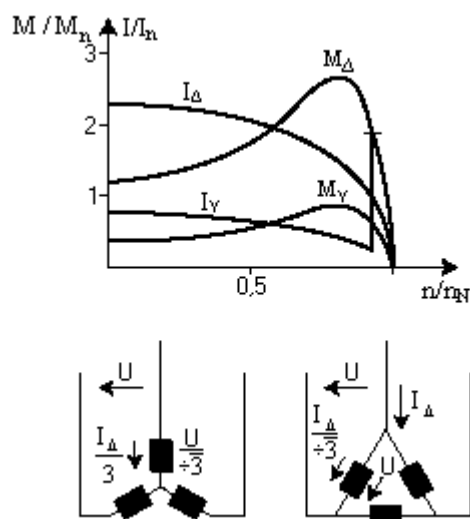 M / Mn I/In
3
MΔ
IΔ
2
1
IY MY
0,5 n/nN
U U
IΔ
IΔ/3 U/÷3 IΔ/÷3 U